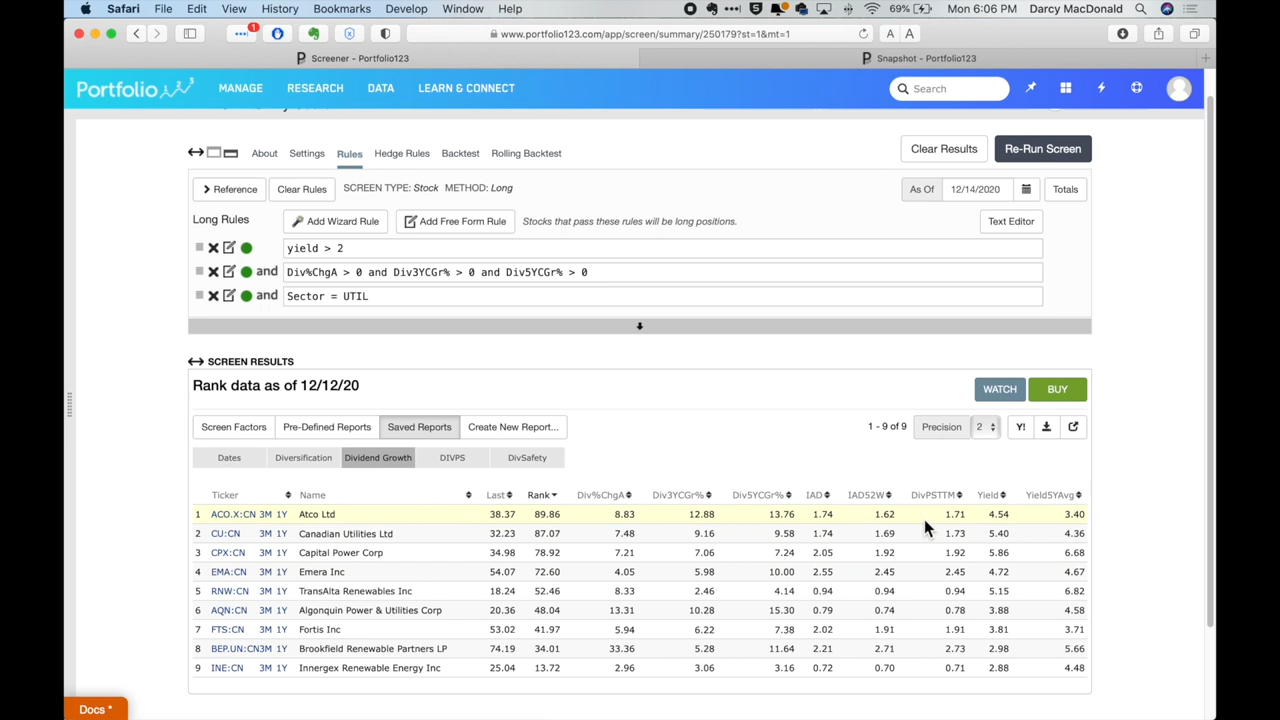 Safari File Edit View History Bookmarks Develop Window Help 69% Mon 6:06 PM Darcy MacDonald
www.portfolio123.com/app/screen/summary/250179?st=1&mt=1 A A
Screener - Portfolio123 Snapshot - Portfolio123
Portfolio MANAGE RESEARCH DATA LEARN & CONNECT Search
About Settings Rules Hedge Rules Backtest Rolling Backtest Clear Results Re-Run Screen
Reference Clear Rules SCREEN TYPE: Stock METHOD: Long As Of 12/14/2020 Totals
Long Rules Add Wizard Rule Add Free Form Rule Stocks that pass these rules will be long positions. Text Editor
yield > 2
and Div%ChgA > 0 and Div3YCGr% > 0 and Div5YCGr% > 0
and Sector = UTIL
SCREEN RESULTS
Rank data as of 12/12/20 WATCH BUY
Screen Factors Pre-Defined Reports Saved Reports Create New Report... 1 - 9 of 9 Precision 2 Y!
Dates Diversification Dividend Growth DIVPS DivSafety
Ticker Name Last Rank Div%ChgA Div3YCGr% Div5YCGr% IAD IAD52W DivPSTTM Yield Yield5YAvg
1 ACO.X:CN 3M 1Y Atco Ltd 38.37 89.86 8.83 12.88 13.76 1.74 1.62 1.71 4.54 3.40
2 CU:CN 3M 1Y Canadian Utilities Ltd 32.23 87.07 7.48 9.16 9.58 1.74 1.69 1.73 5.40 4.36
3 CPX:CN 3M 1Y Capital Power Corp 34.98 78.92 7.21 7.06 7.24 2.05 1.92 1.92 5.86 6.68
4 EMA:CN 3M 1Y Emera Inc 54.07 72.60 4.05 5.98 10.00 2.55 2.45 2.45 4.72 4.67
5 RNW:CN 3M 1Y TransAlta Renewables Inc 18.24 52.46 8.33 2.46 4.14 0.94 0.94 0.94 5.15 6.82
6 AQN:CN 3M 1Y Algonquin Power & Utilities Corp 20.36 48.04 13.31 10.28 15.30 0.79 0.74 0.78 3.88 4.58
7 FTS:CN 3M 1Y Fortis Inc 53.02 41.97 5.94 6.22 7.38 2.02 1.91 1.91 3.81 3.71
8 BEP.UN:CN 3M 1Y Brookfield Renewable Partners LP 74.19 34.01 33.36 5.28 11.64 2.21 2.71 2.73 2.98 5.66
9 INE:CN 3M 1Y Innergex Renewable Energy Inc 25.04 13.72 2.96 3.06 3.16 0.72 0.70 0.71 2.88 4.48
Docs *